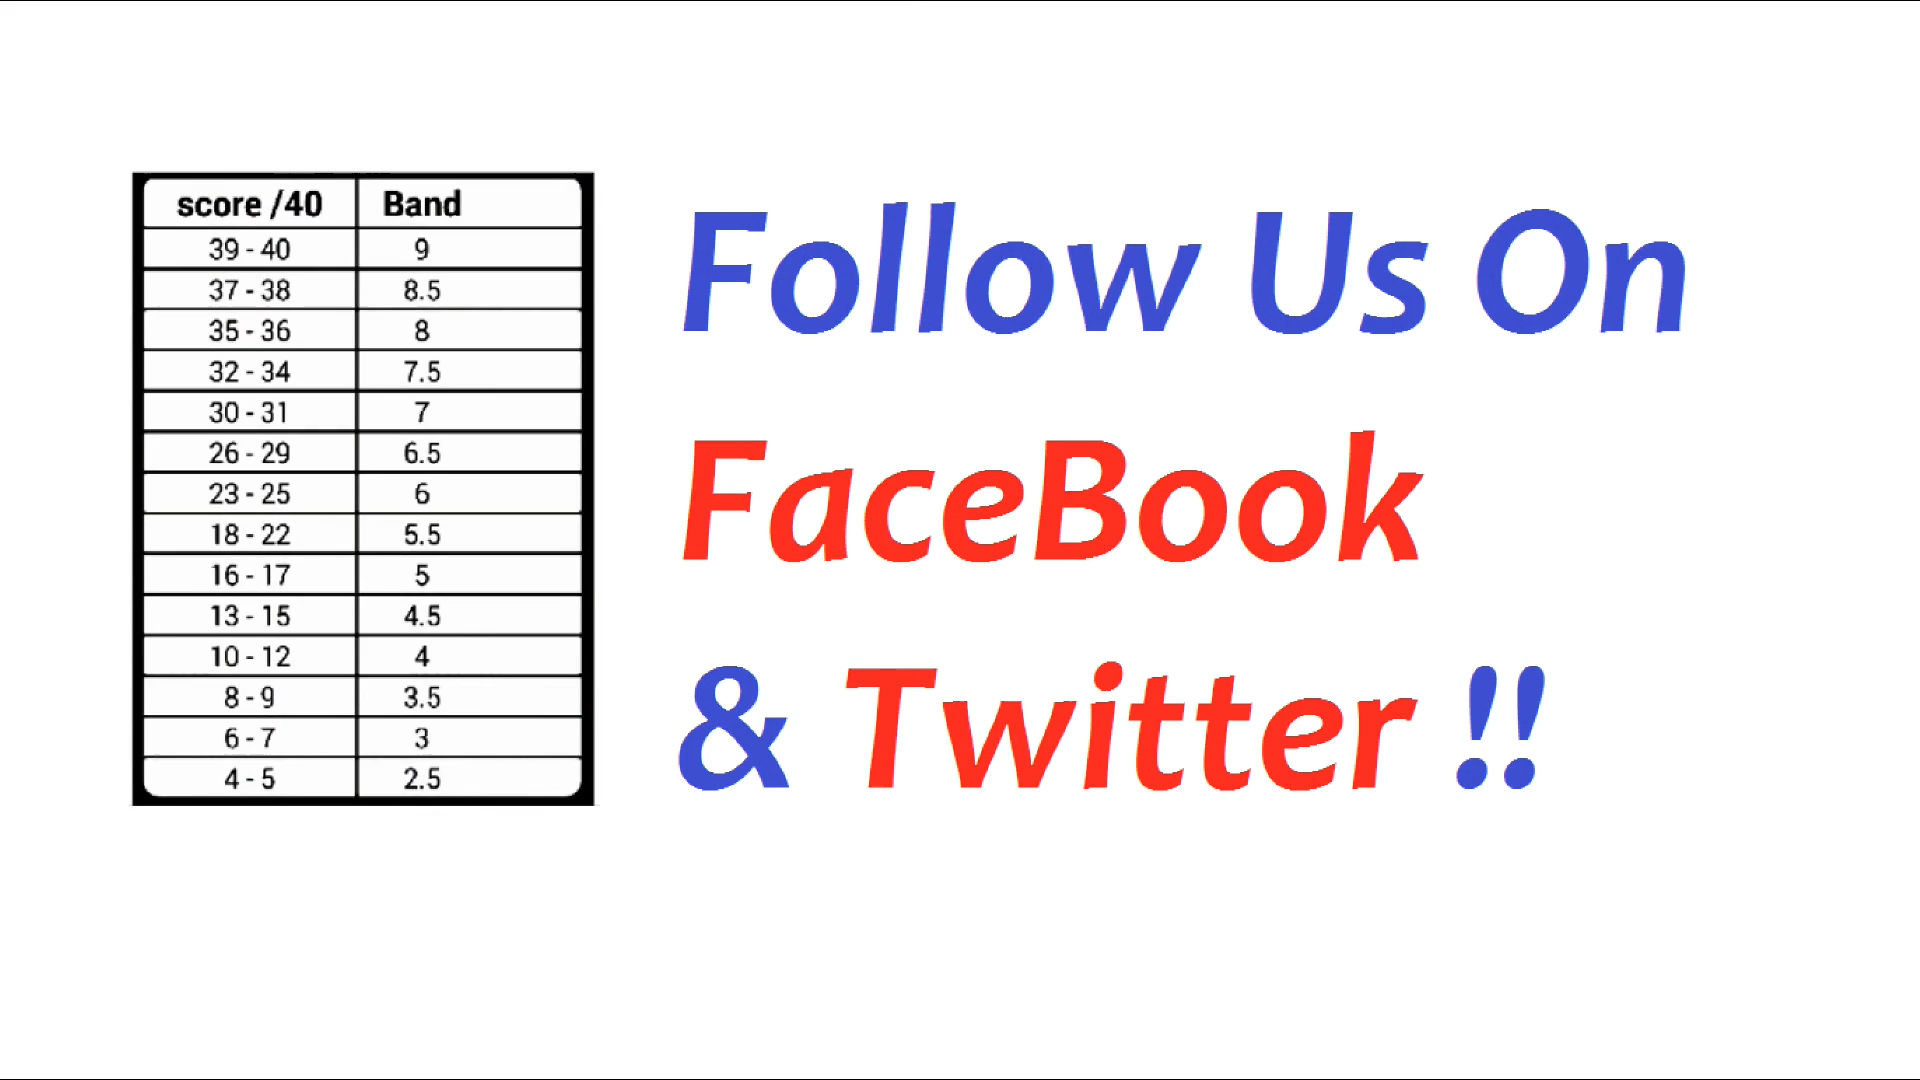 score /40 Band
39 - 40 9
37 - 38 8.5
35 - 36 8
32 - 34 7.5
30 - 31 7
26 - 29 6.5
23 - 25 6
18 - 22 5.5
16 - 17 5
13 - 15 4.5
10 - 12 4
8 - 9 3.5
6 - 7 3
4 - 5 2.5
Follow Us On
FaceBook
& Twitter !!